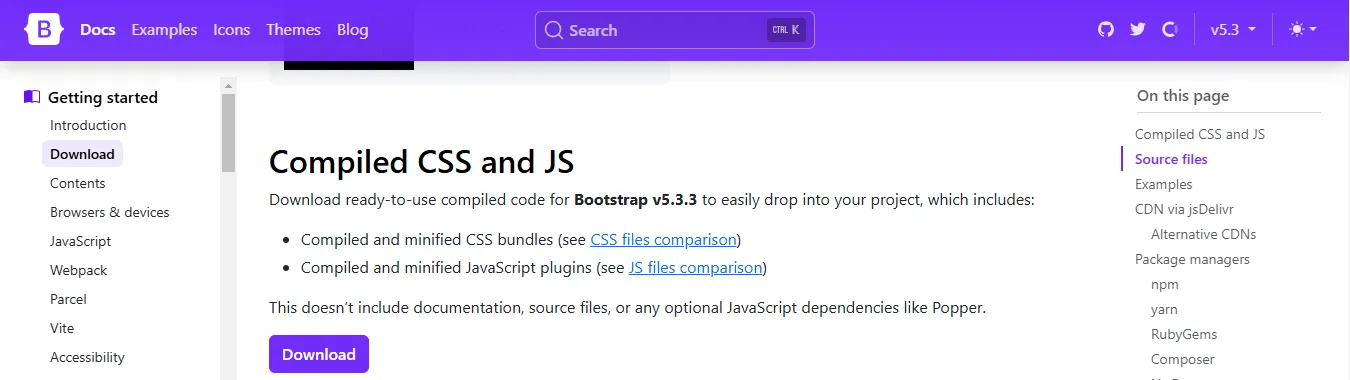 B Docs Examples Icons Themes Blog Search CTRL K v5.3
Getting started
Introduction
Download
Contents
Browsers & devices
JavaScript
Webpack
Parcel
Vite
Accessibility
Compiled CSS and JS
Download ready-to-use compiled code for Bootstrap v5.3.3 to easily drop into your project, which includes:
• Compiled and minified CSS bundles (see CSS files comparison)
• Compiled and minified JavaScript plugins (see JS files comparison)
This doesn’t include documentation, source files, or any optional JavaScript dependencies like Popper.
Download
On this page
Compiled CSS and JS
Source files
Examples
CDN via jsDelivr
Alternative CDNs
Package managers
npm
yarn
RubyGems
Composer